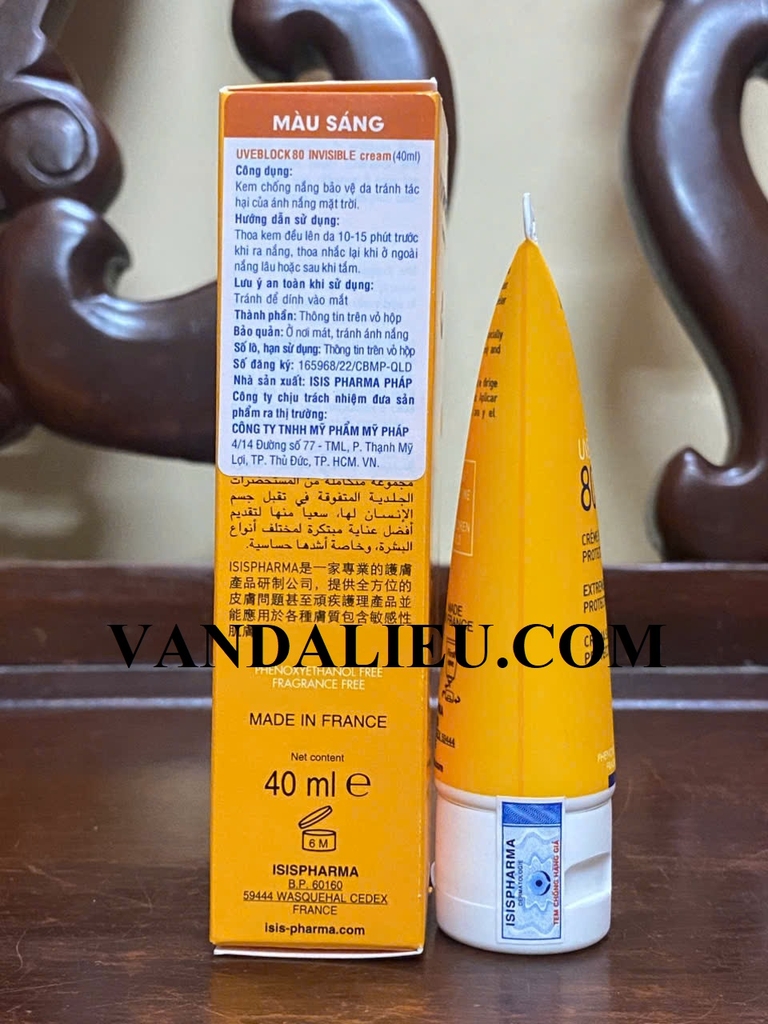 MÀU SÁNG
UVEBLOCK80 INVISIBLE cream (40ml)
Công dụng:
Kem chống nắng bảo vệ da tránh tác
hại của ánh nắng mặt trời.
Hướng dẫn sử dụng:
Thoa kem đều lên da 10-15 phút trước
khi ra nắng, thoa nhắc lại khi ở ngoài
nắng lâu hoặc sau khi tắm.
Lưu ý an toàn khi sử dụng:
Tránh để dính vào mắt
Thành phần: Thông tin trên vỏ hộp
Bảo quản: Ở nơi mát, tránh ánh nắng
Số lô, hạn sử dụng: Thông tin trên vỏ hộp
Số đăng ký: 165968/22/CBMP-QLD
Nhà sản xuất: ISIS PHARMA PHÁP
Công ty chịu trách nhiệm đưa sản
phẩm ra thị trường:
CÔNG TY TNHH MỸ PHẨM MỸ PHÁP
4/14 Đường số 77 - TML, P. Thạnh Mỹ
Lợi, TP. Thủ Đức, TP. HCM. VN.
مجموعة متكاملة من المستحضرات
الجلدية المتفوقة في تقبل جسم
الإنسان لها، سعياً منها لتقديم
أفضل عناية مبتكرة لمختلف أنواع
البشرة، وخاصة أشدها حساسية.
ISISPHARMA是一家專業的護膚
產品研制公司，提供全方位的
皮膚問題甚至頑疾護理產品並
能應用於各種膚質包含敏感性
肌膚
VANDALIEU.COM
PHENOXYETHANOL FREE
FRAGRANCE FREE
MADE IN FRANCE
Net content
40 ml e
6 M
ISISPHARMA
B.P. 60160
59444 WASQUEHAL CEDEX
FRANCE
isis-pharma.com
80
CRÈME
EXTREM
MADE
FRANCE
59444
ISISPHARMA
DERMATOLOGIE
TEM CHỐNG HÀNG GIẢ